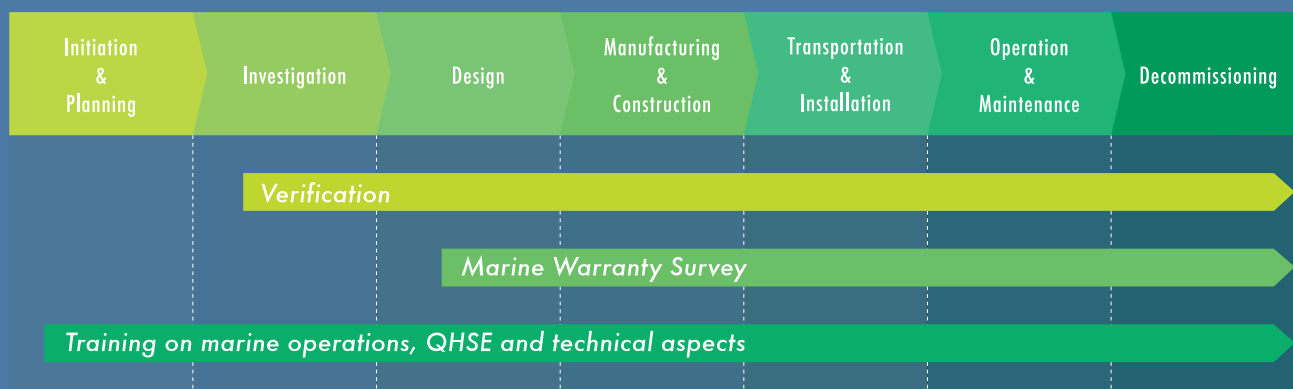 Initiation
&
Planning
Investigation
Design
Manufacturing
&
Construction
Transportation
&
Installation
Operation
&
Maintenance
Decommissioning
Verification
Marine Warranty Survey
Training on marine operations, QHSE and technical aspects